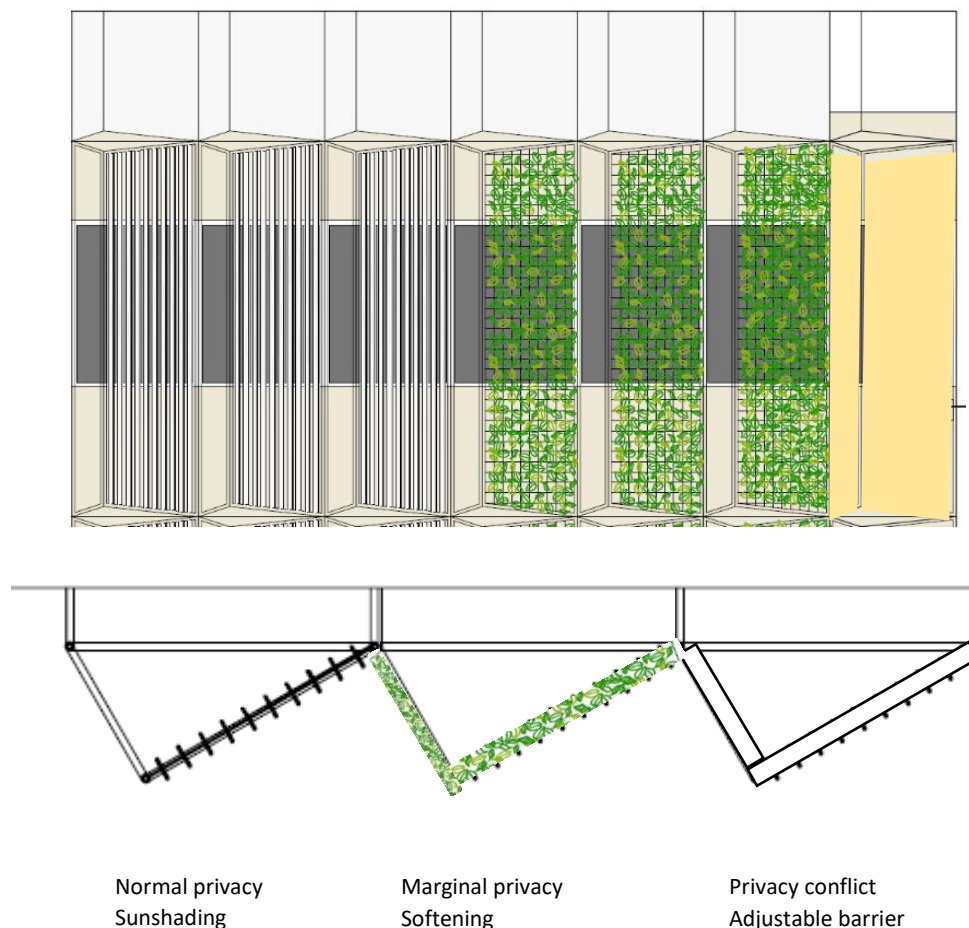 Normal privacy
Sunshading
Marginal privacy
Softening
Privacy conflict
Adjustable barrier